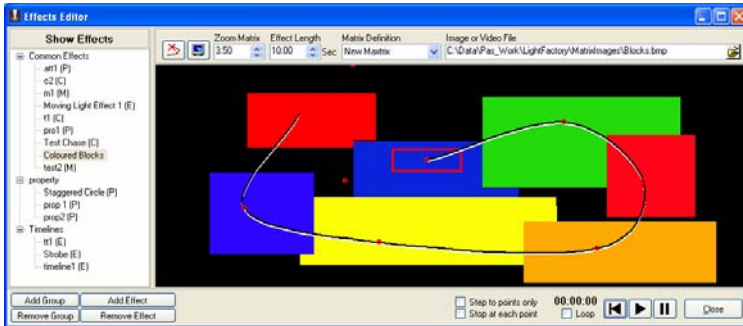 Effects Editor
Show Effects
Common Effects
att1 (P)
c2 (C)
m1 (M)
Moving Light Effect 1 (E)
t1 (C)
pro1 (P)
Test Chase (C)
Coloured Blocks
test2 (M)
property
Staggered Circle (P)
prop 1 (P)
prop2 (P)
Timelines
tt1 (E)
Strobe (E)
timeline1 (E)
Add Group Add Effect
Remove Group Remove Effect
Zoom Matrix Effect Length Matrix Definition Image or Video File
3.50 10.00 Sec New Maxtrix C:\Data\Pas_Work\LightFactory\MatrixImages\Blocks.bmp
Step to points only 00:00:00
Stop at each point Loop Close